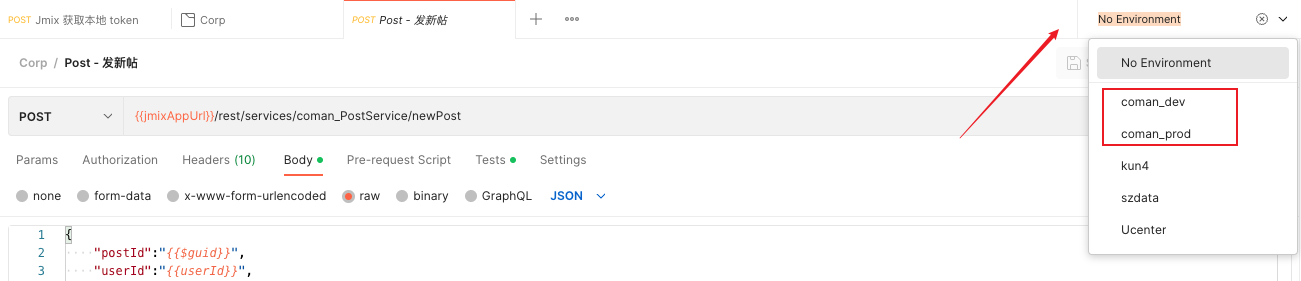 POST Jmix 获取本地 token
Corp
POST Post - 发新帖
No Environment
Corp / Post - 发新帖
No Environment
POST
{{jmixAppUrl}}/rest/services/coman_PostService/newPost
coman_dev
coman_prod
Params Authorization Headers (10) Body Pre-request Script Tests Settings
kun4
none form-data x-www-form-urlencoded raw binary GraphQL JSON
szdata
Ucenter
1 {
2 "postId":"{{$guid}}",
3 "userId":"{{userId}}",